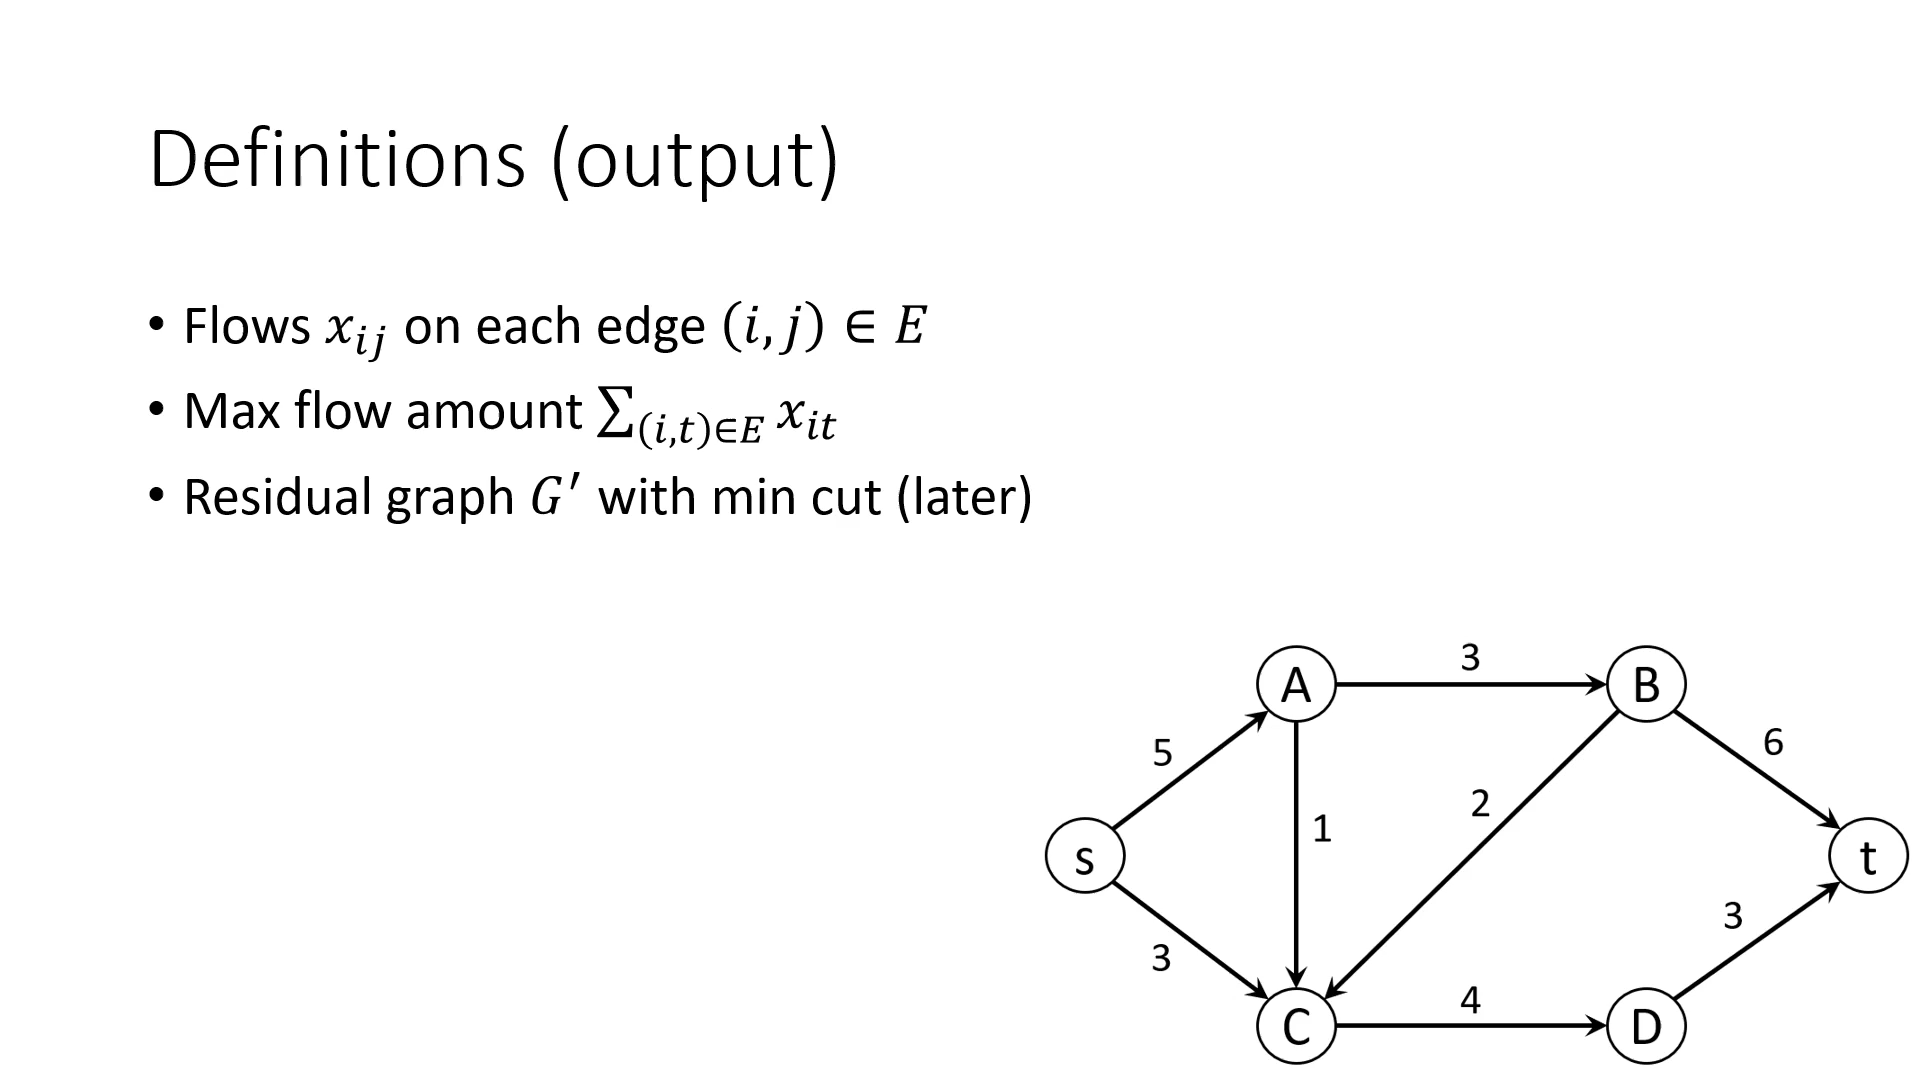 Definitions (output)
• Flows $x_{ij}$ on each edge $(i, j) \in E$
• Max flow amount $\sum_{(i,t) \in E} x_{it}$
• Residual graph $G'$ with min cut (later)
3
A
B
5
6
2
1
s
t
3
3
4
C
D